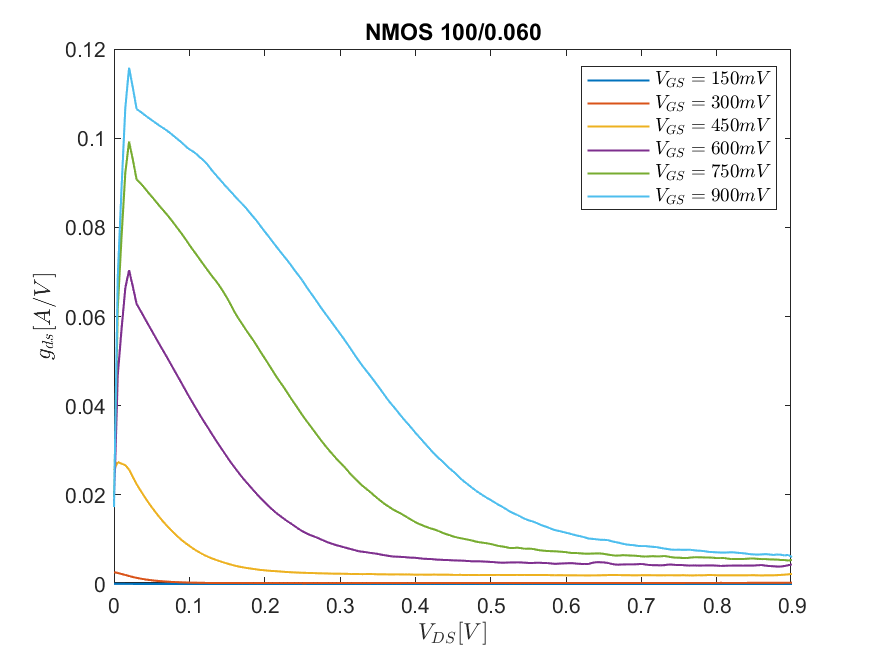 NMOS 100/0.060
0.12
0.1
0.08
0.06
0.04
0.02
0
g_{ds}[A/V]
V_{GS} = 150mV
V_{GS} = 300mV
V_{GS} = 450mV
V_{GS} = 600mV
V_{GS} = 750mV
V_{GS} = 900mV
0 0.1 0.2 0.3 0.4 0.5 0.6 0.7 0.8 0.9
V_{DS}[V]